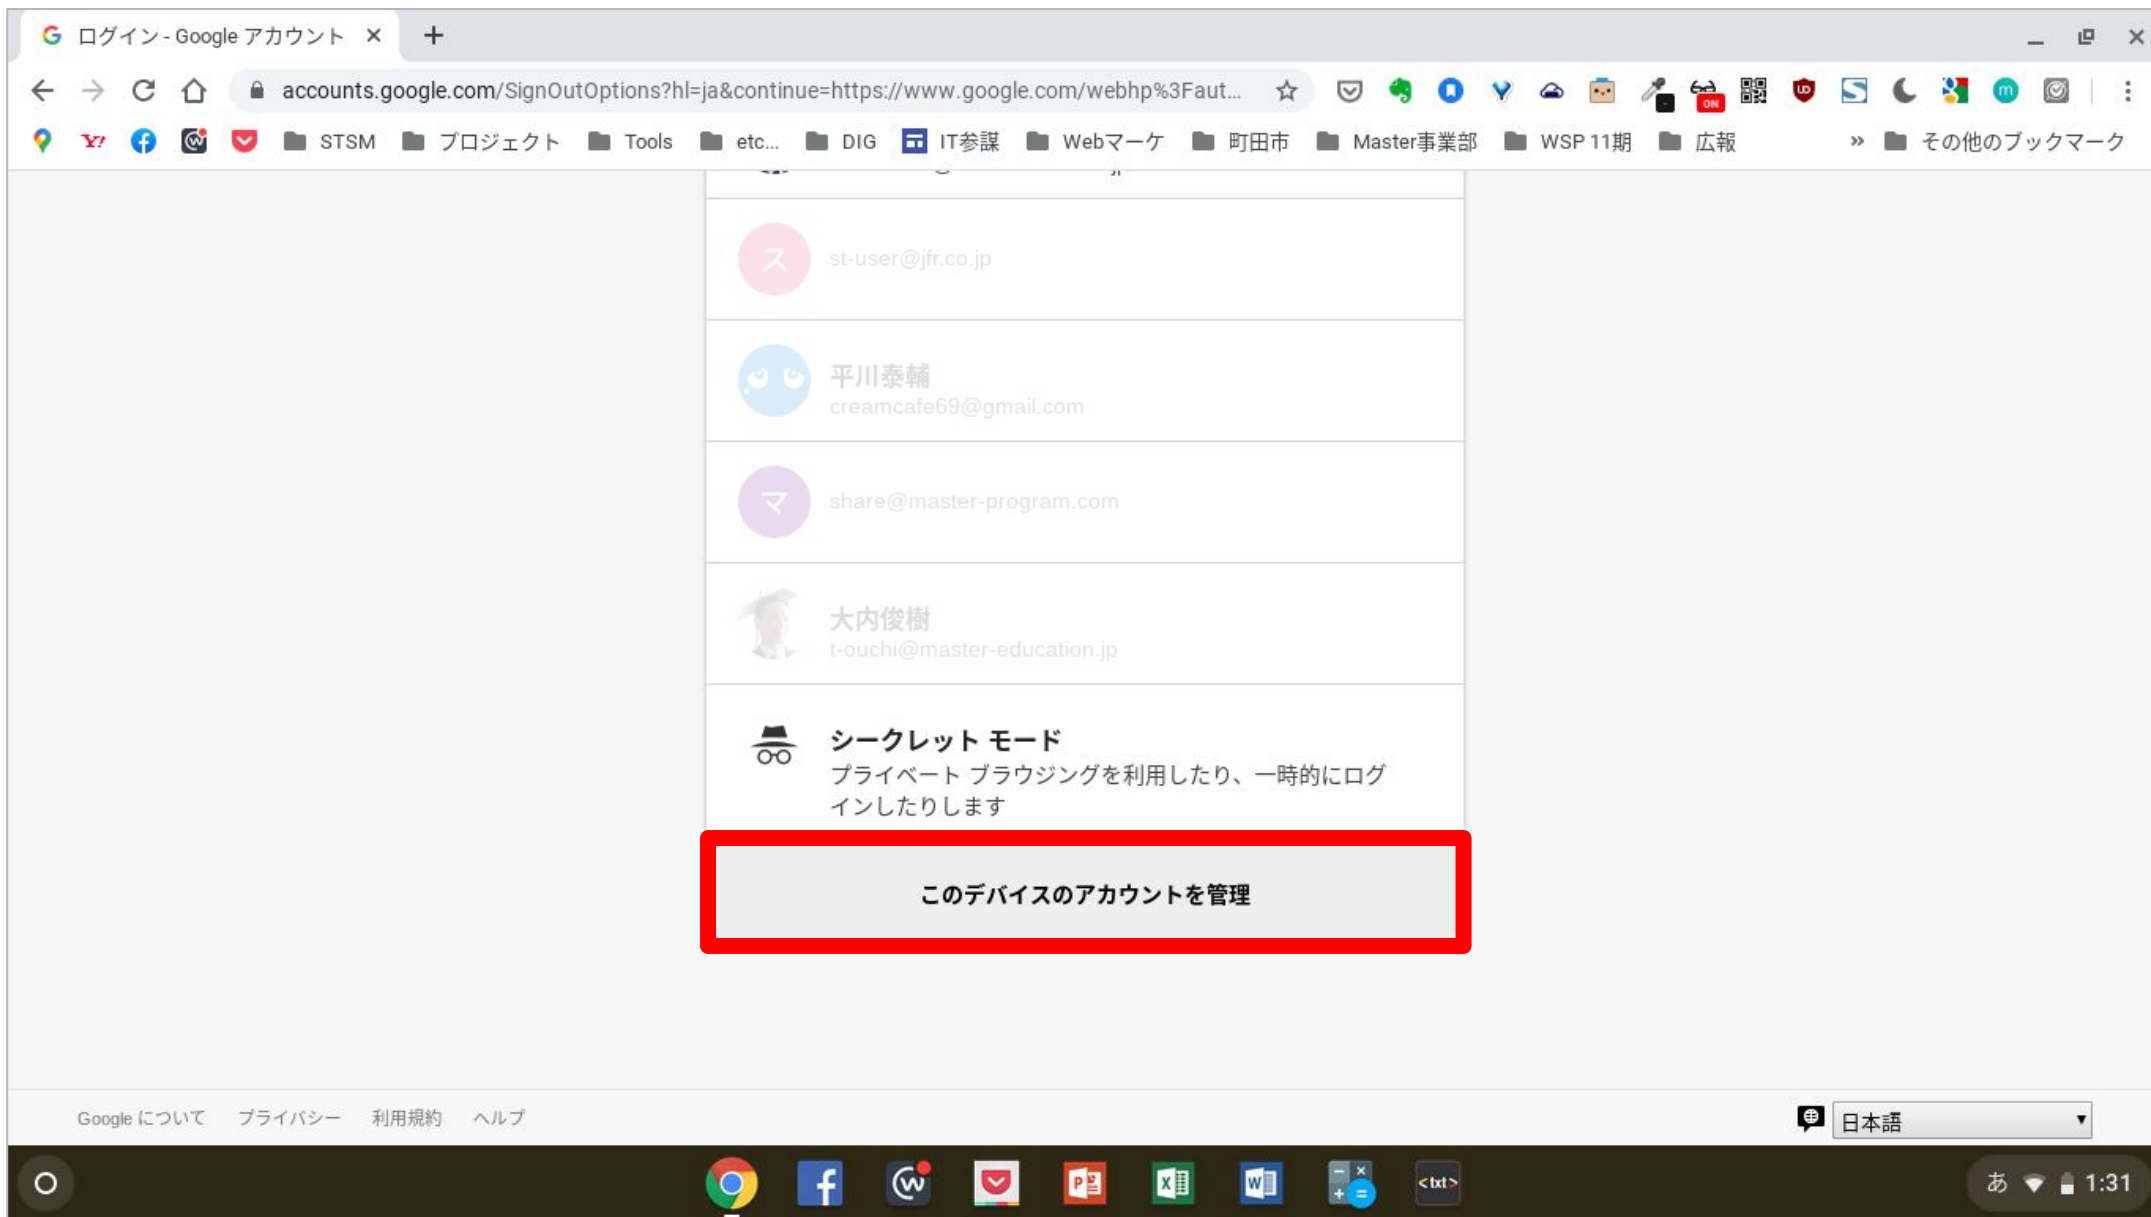 ログイン - Google アカウント
accounts.google.com/SignOutOptions?hl=ja&continue=https://www.google.com/webhp%3Faut...
ON
STSM
プロジェクト
Tools
etc...
DIG
IT参謀
Webマーケ
町田市
Master事業部
WSP 11期
広報
»
その他のブックマーク
ス
st-user@jfr.co.jp
平川泰輔
creamcafe69@gmail.com
マ
share@master-program.com
大内俊樹
t-ouchi@master-education.jp
シークレット モード
プライベート ブラウジングを利用したり、一時的にログ
インしたりします
このデバイスのアカウントを管理
Google について
プライバシー
利用規約
ヘルプ
日本語
<txt>
あ
1:31